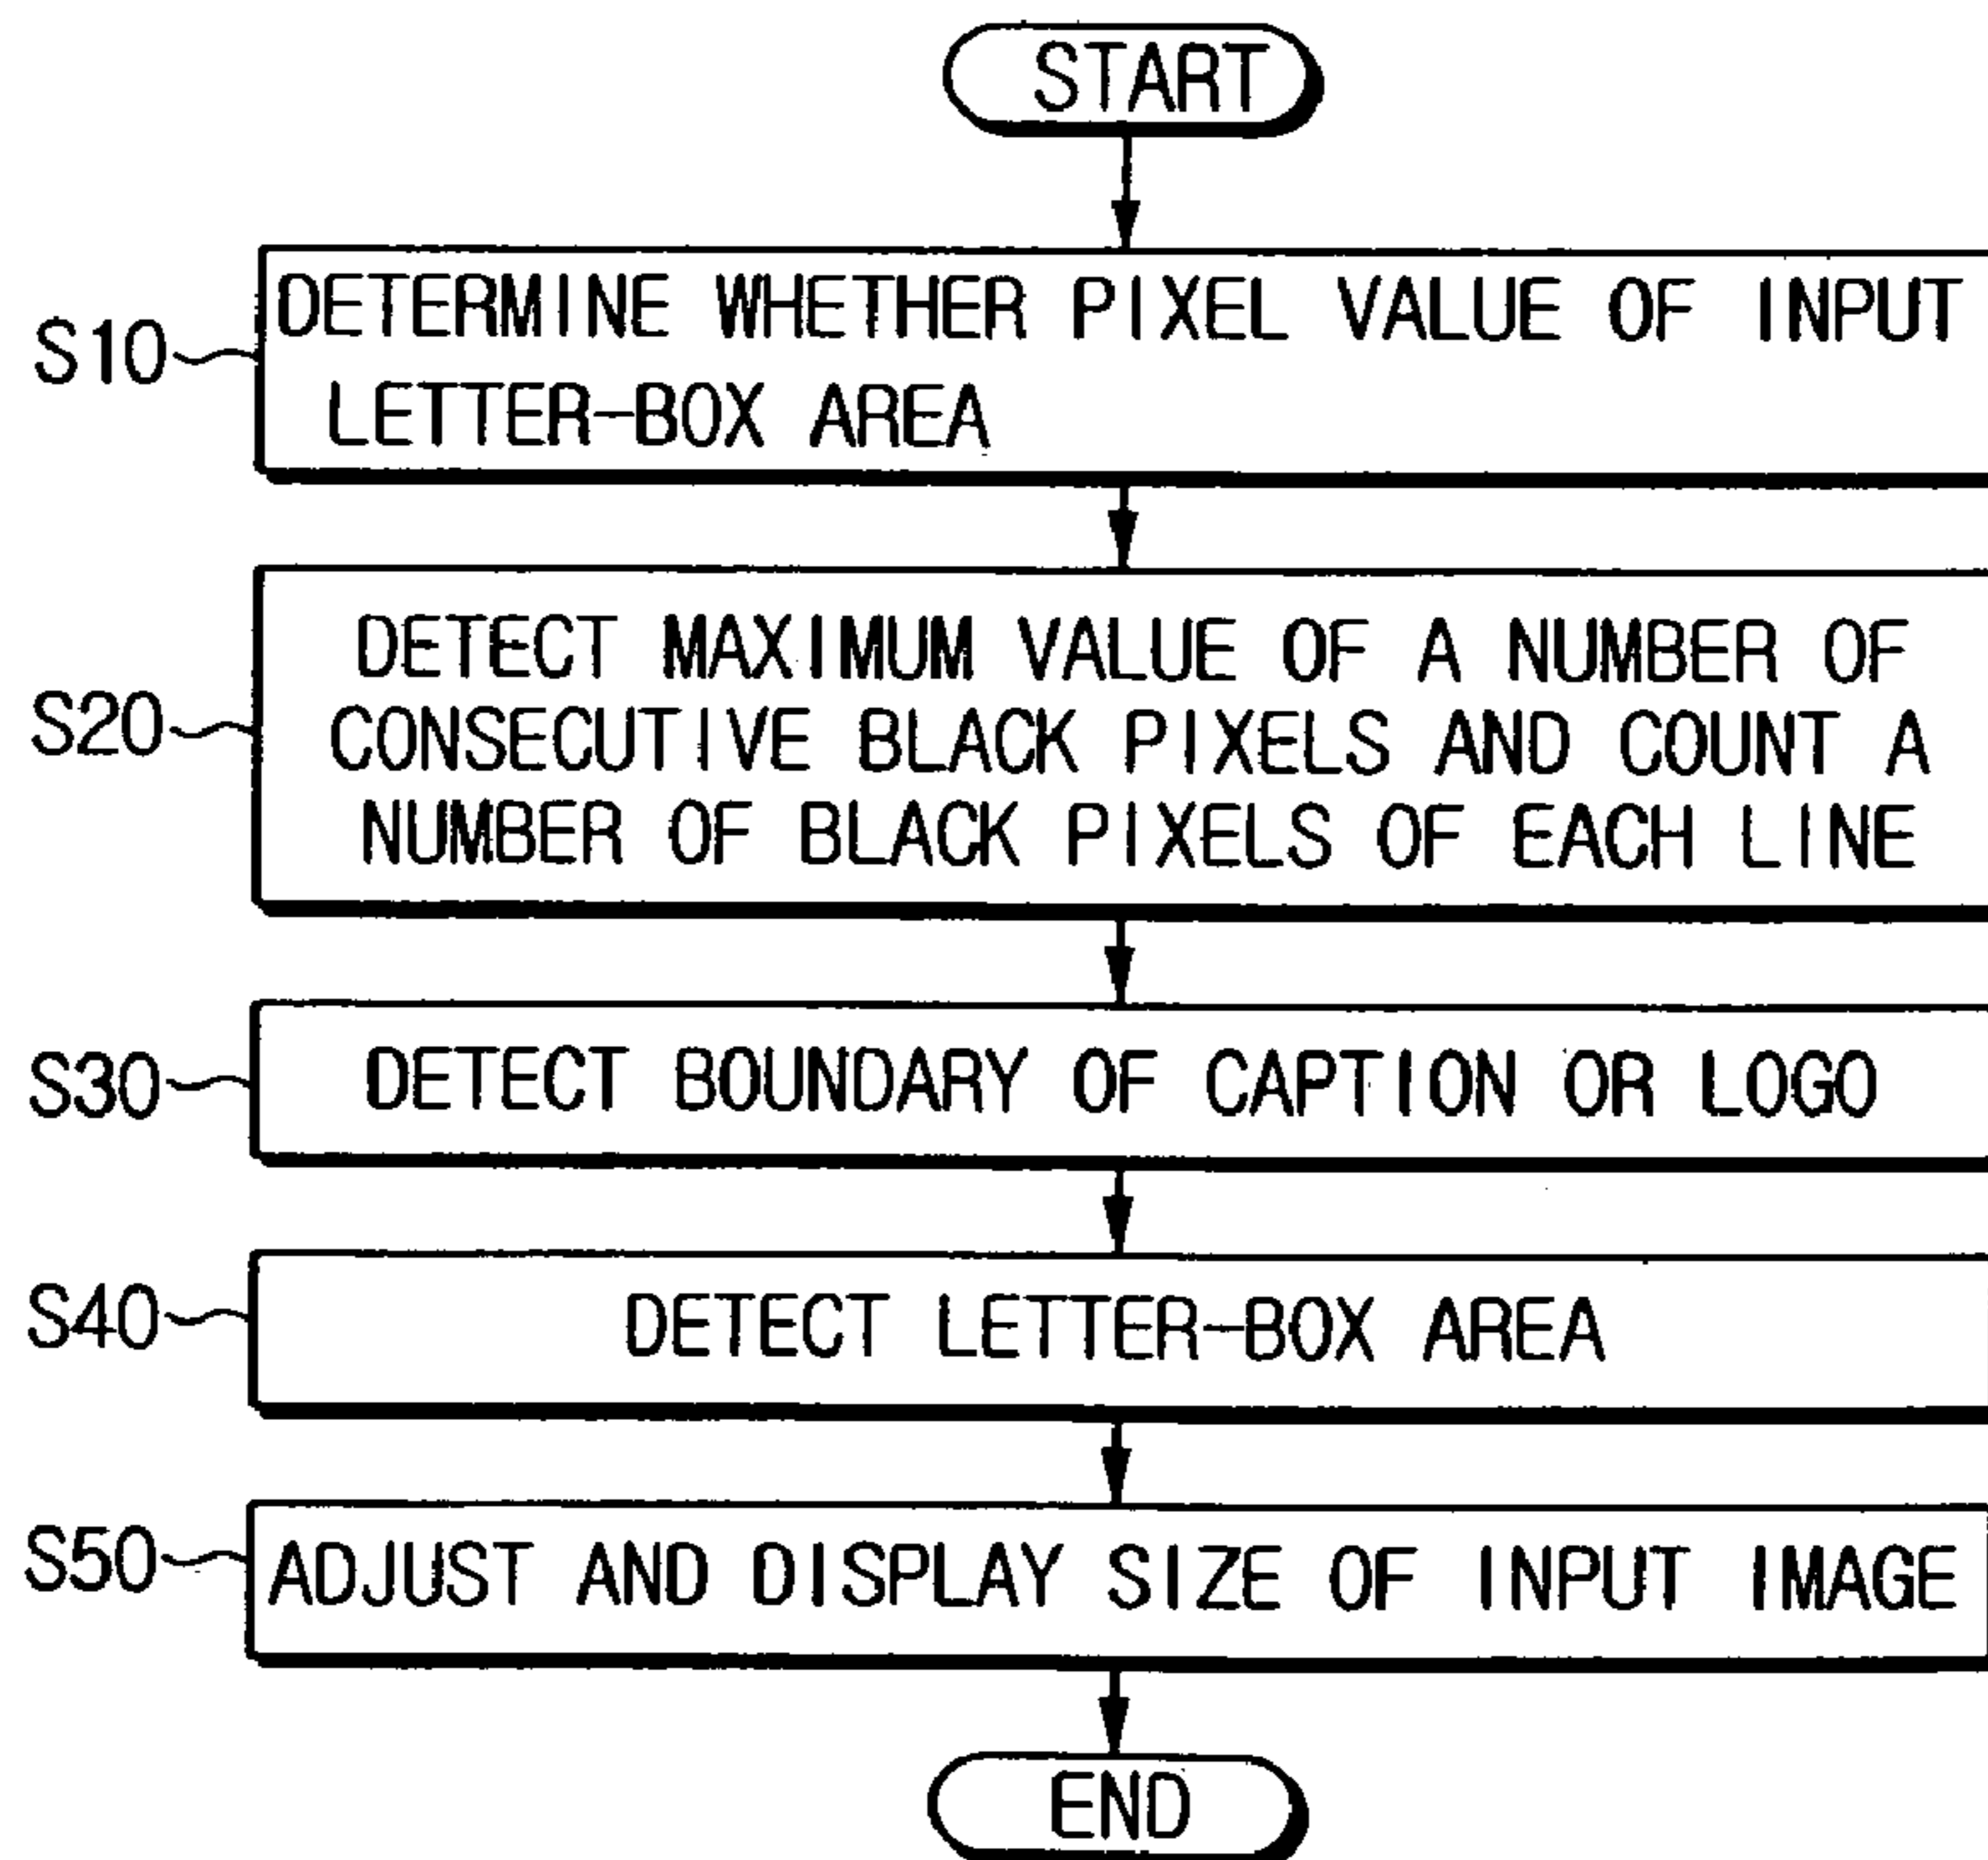 START
S10
DETERMINE WHETHER PIXEL VALUE OF INPUT
LETTER-BOX AREA
S20
DETECT MAXIMUM VALUE OF A NUMBER OF
CONSECUTIVE BLACK PIXELS AND COUNT A
NUMBER OF BLACK PIXELS OF EACH LINE
S30
DETECT BOUNDARY OF CAPTION OR LOGO
S40
DETECT LETTER-BOX AREA
S50
ADJUST AND DISPLAY SIZE OF INPUT IMAGE
END